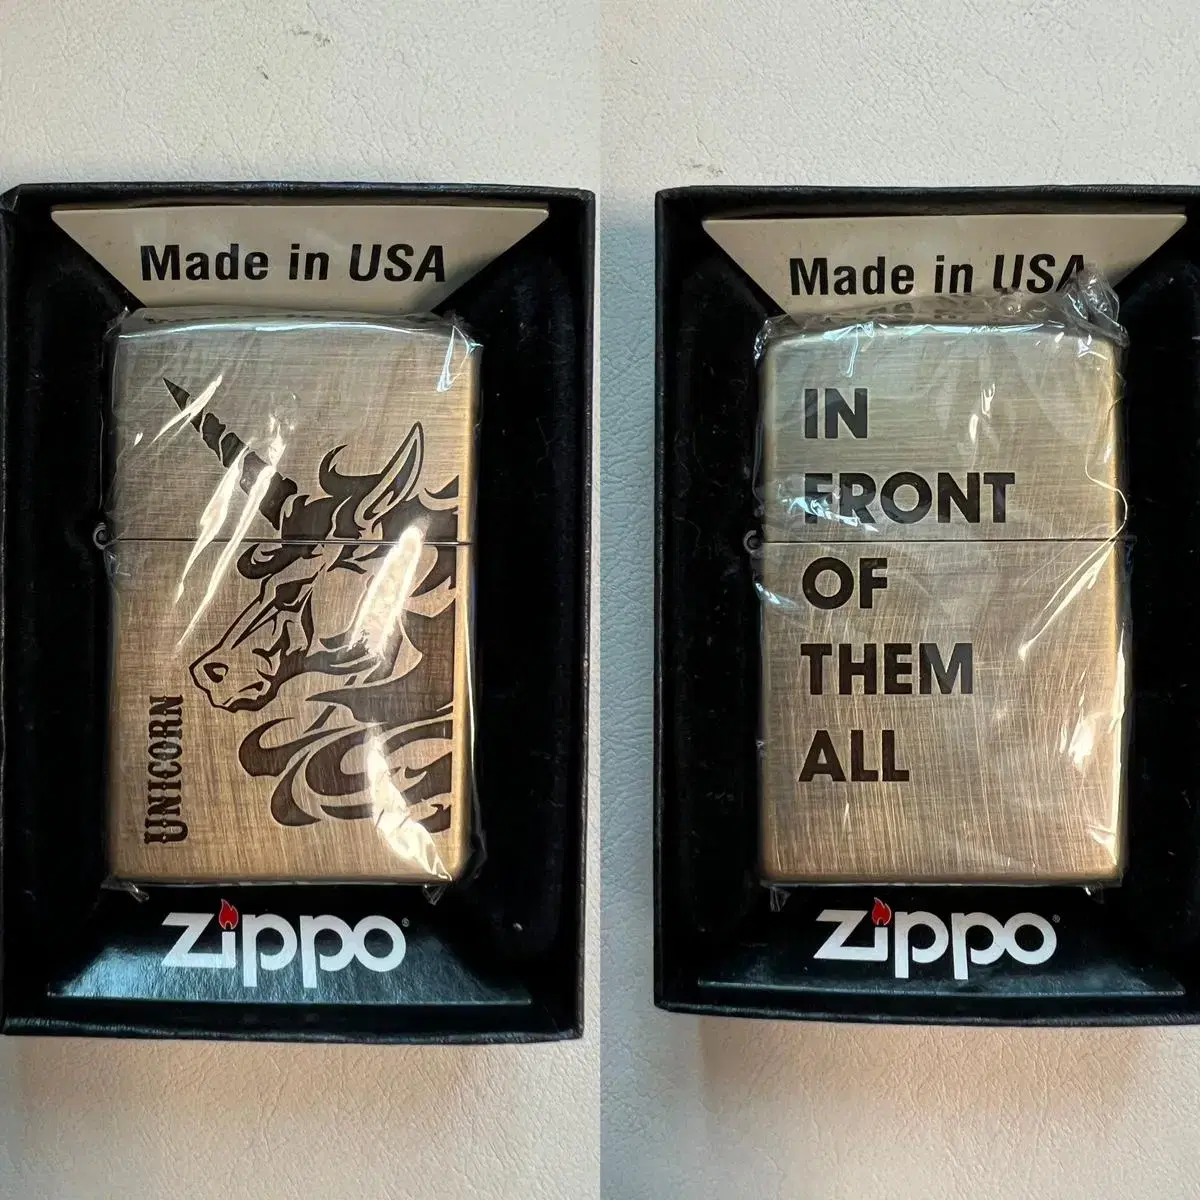 Made in USA
UNICORN
zippo®
Made in USA
IN
FRONT
OF
THEM
ALL
zippo®